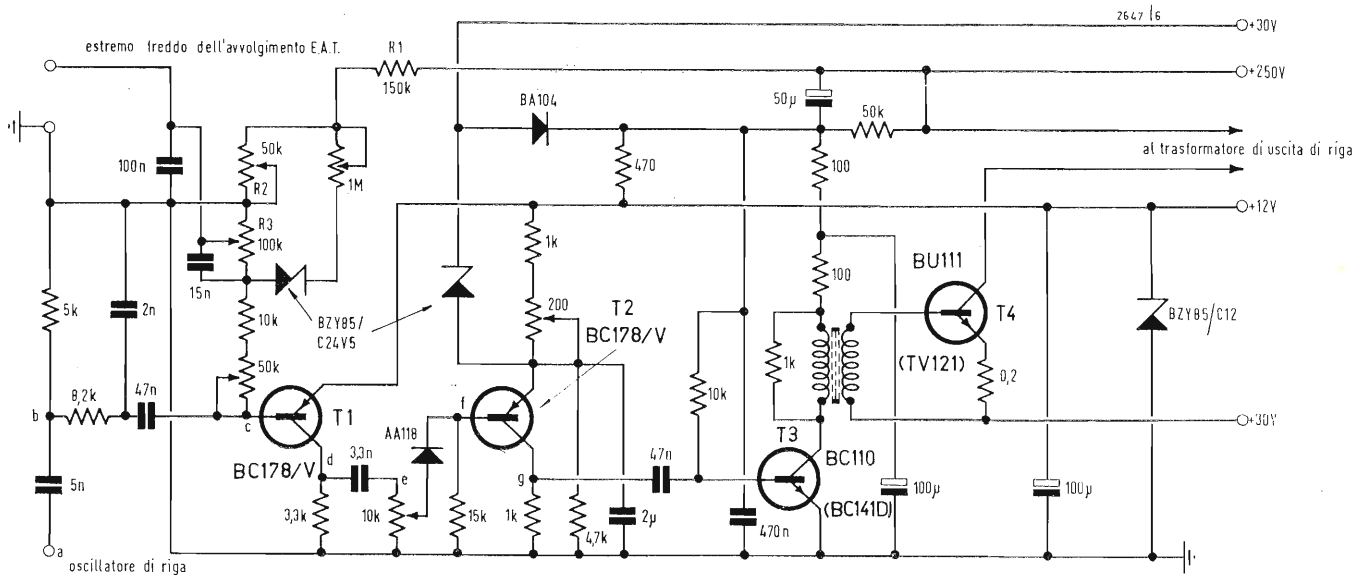 2647/6
+30V
estremo freddo dell'avvolgimento E.A.T.
R1
150k
+250V
50µ
BA104
50k
50k
R2
1M
100n
470
100
al trasformatore di uscita di riga
+12V
R3
100k
1k
15n
5k
2n
BZY85/
C24V5
10k
200
T2
BC178/V
100
BU111
T4
(TV121)
BZY85/C12
1k
0,2
50k
10k
b
8,2k
47n
c
T1
f
AA118
T3
+30V
BC178/V
d
3,3n
e
g
47n
BC110
(BC141D)
5n
3,3k
10k
15k
1k
4,7k
2µ
470n
100µ
100µ
a
oscillatore di riga